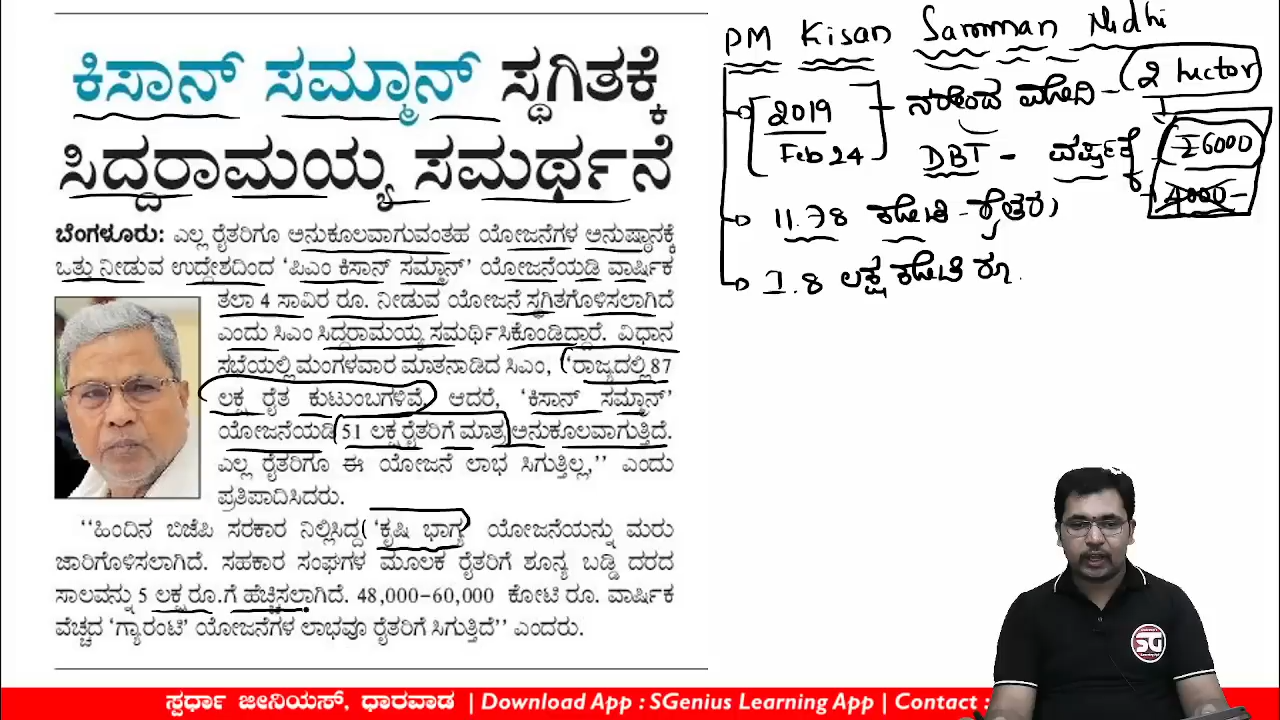 ಕಿಸಾನ್ ಸಮ್ಮಾನ್ ಸ್ಥಗಿತಕ್ಕೆ
ಸಿದ್ದರಾಮಯ್ಯ ಸಮರ್ಥನೆ
ಬೆಂಗಳೂರು: ಎಲ್ಲ ರೈತರಿಗೂ ಅನುಕೂಲವಾಗುವಂತಹ ಯೋಜನೆಗಳ ಅನುಷ್ಠಾನಕ್ಕೆ
ಒತ್ತು ನೀಡುವ ಉದ್ದೇಶದಿಂದ 'ಪಿಎಂ ಕಿಸಾನ್ ಸಮ್ಮಾನ್' ಯೋಜನೆಯಡಿ ವಾರ್ಷಿಕ
ತಲಾ 4 ಸಾವಿರ ರೂ. ನೀಡುವ ಯೋಜನೆ ಸ್ಥಗಿತಗೊಳಿಸಲಾಗಿದೆ
ಎಂದು ಸಿಎಂ ಸಿದ್ದರಾಮಯ್ಯ ಸಮರ್ಥಿಸಿಕೊಂಡಿದ್ದಾರೆ. ವಿಧಾನ
ಸಭೆಯಲ್ಲಿ ಮಂಗಳವಾರ ಮಾತನಾಡಿದ ಸಿಎಂ, ''ರಾಜ್ಯದಲ್ಲಿ 87
ಲಕ್ಷ ರೈತ ಕುಟುಂಬಗಳಿವೆ. ಆದರೆ, 'ಕಿಸಾನ್ ಸಮ್ಮಾನ್'
ಯೋಜನೆಯಡಿ 51 ಲಕ್ಷ ರೈತರಿಗೆ ಮಾತ್ರ ಅನುಕೂಲವಾಗುತ್ತಿದೆ.
ಎಲ್ಲ ರೈತರಿಗೂ ಈ ಯೋಜನೆ ಲಾಭ ಸಿಗುತ್ತಿಲ್ಲ,'' ಎಂದು
ಪ್ರತಿಪಾದಿಸಿದರು.
''ಹಿಂದಿನ ಬಿಜೆಪಿ ಸರಕಾರ ನಿಲ್ಲಿಸಿದ್ದ 'ಕೃಷಿ ಭಾಗ್ಯ' ಯೋಜನೆಯನ್ನು ಮರು
ಜಾರಿಗೊಳಿಸಲಾಗಿದೆ. ಸಹಕಾರ ಸಂಘಗಳ ಮೂಲಕ ರೈತರಿಗೆ ಶೂನ್ಯ ಬಡ್ಡಿ ದರದ
ಸಾಲವನ್ನು 5 ಲಕ್ಷ ರೂ.ಗೆ ಹೆಚ್ಚಿಸಲಾಗಿದೆ. 48,000-60,000 ಕೋಟಿ ರೂ. ವಾರ್ಷಿಕ
ವೆಚ್ಚದ 'ಗ್ಯಾರಂಟಿ' ಯೋಜನೆಗಳ ಲಾಭವೂ ರೈತರಿಗೆ ಸಿಗುತ್ತಿದೆ'' ಎಂದರು.
PM Kisan Samman Nidhi
2019 - ನರೇಂದ್ರ ಮೋದಿ - 2 hector
Feb 24 DBT - ವರ್ಷಕ್ಕೆ ₹6000
4000
11.78 ಕೋಟಿ - ರೈತರು
1.8 ಲಕ್ಷ ಕೋಟಿ ರೂ.
SG
ಸ್ಪರ್ಧಾ ಜೀನಿಯಸ್, ಧಾರವಾಡ | Download App : SGenius Learning App | Contact :